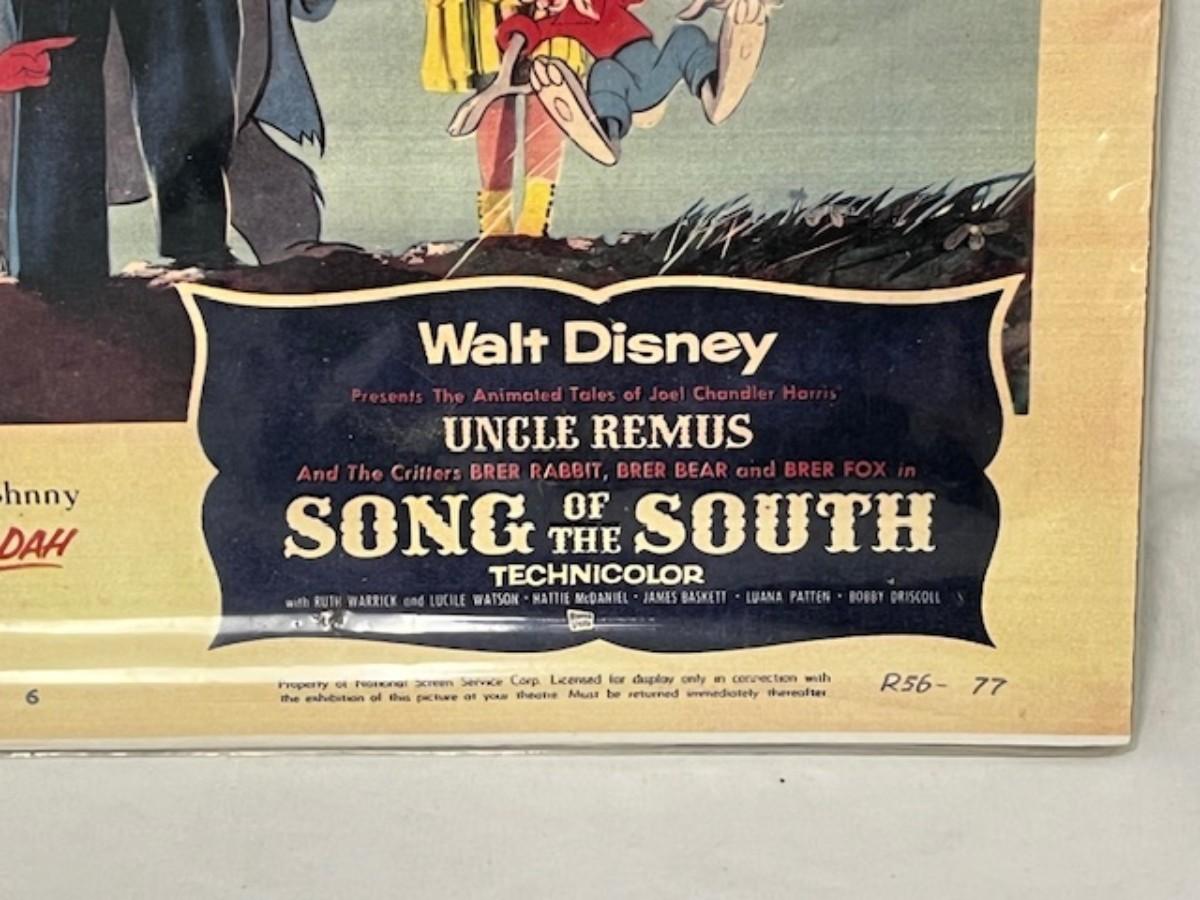 Walt Disney
Presents The Animated Tales of Joel Chandler Harris'
UNCLE REMUS
And The Critters BRER RABBIT, BRER BEAR and BRER FOX in
SONG OF THE SOUTH
TECHNICOLOR
with RUTH WARRICK and LUCILE WATSON · HATTIE McDANIEL · JAMES BASKETT · LUANA PATTEN · BOBBY DRISCOLL
hnny
DAH
6
Property of National Screen Service Corp. Licensed for display only in connection with
the exhibition of this picture at your theatre. Must be returned immediately thereafter.
R56- 77